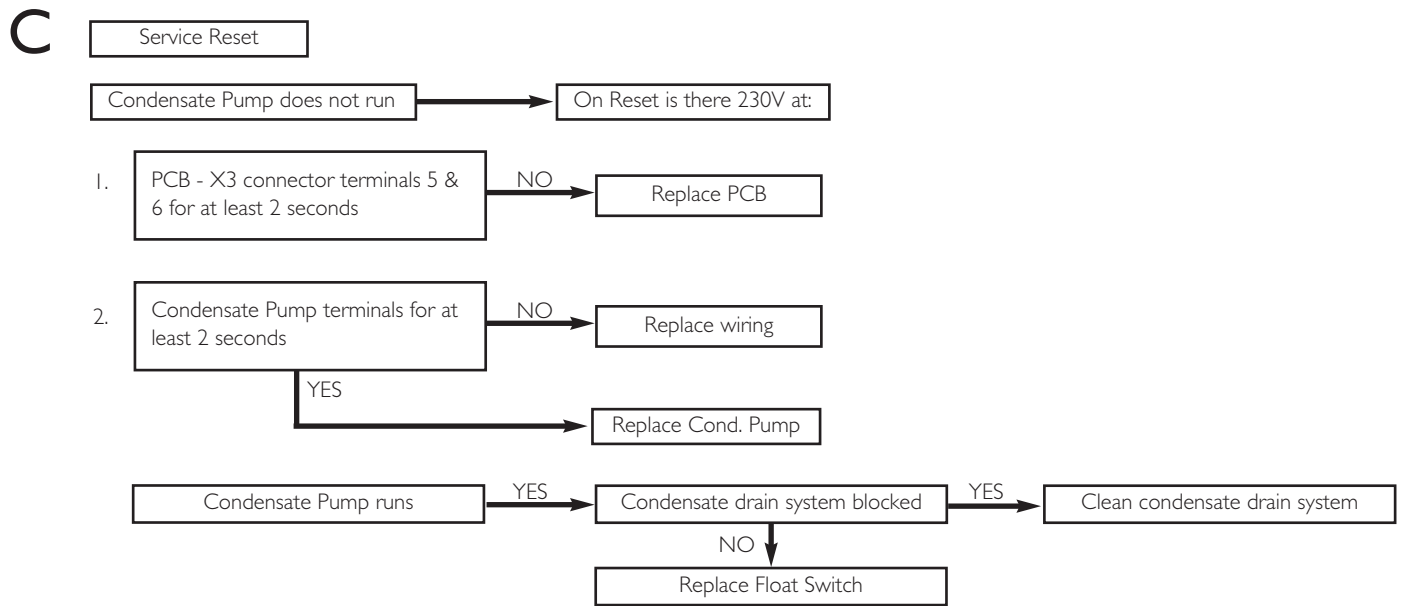 C
Service Reset
Condensate Pump does not run
On Reset is there 230V at:
1.
PCB - X3 connector terminals 5 &
6 for at least 2 seconds
NO
Replace PCB
2.
Condensate Pump terminals for at
least 2 seconds
NO
Replace wiring
YES
Replace Cond. Pump
Condensate Pump runs
YES
Condensate drain system blocked
YES
Clean condensate drain system
NO
Replace Float Switch